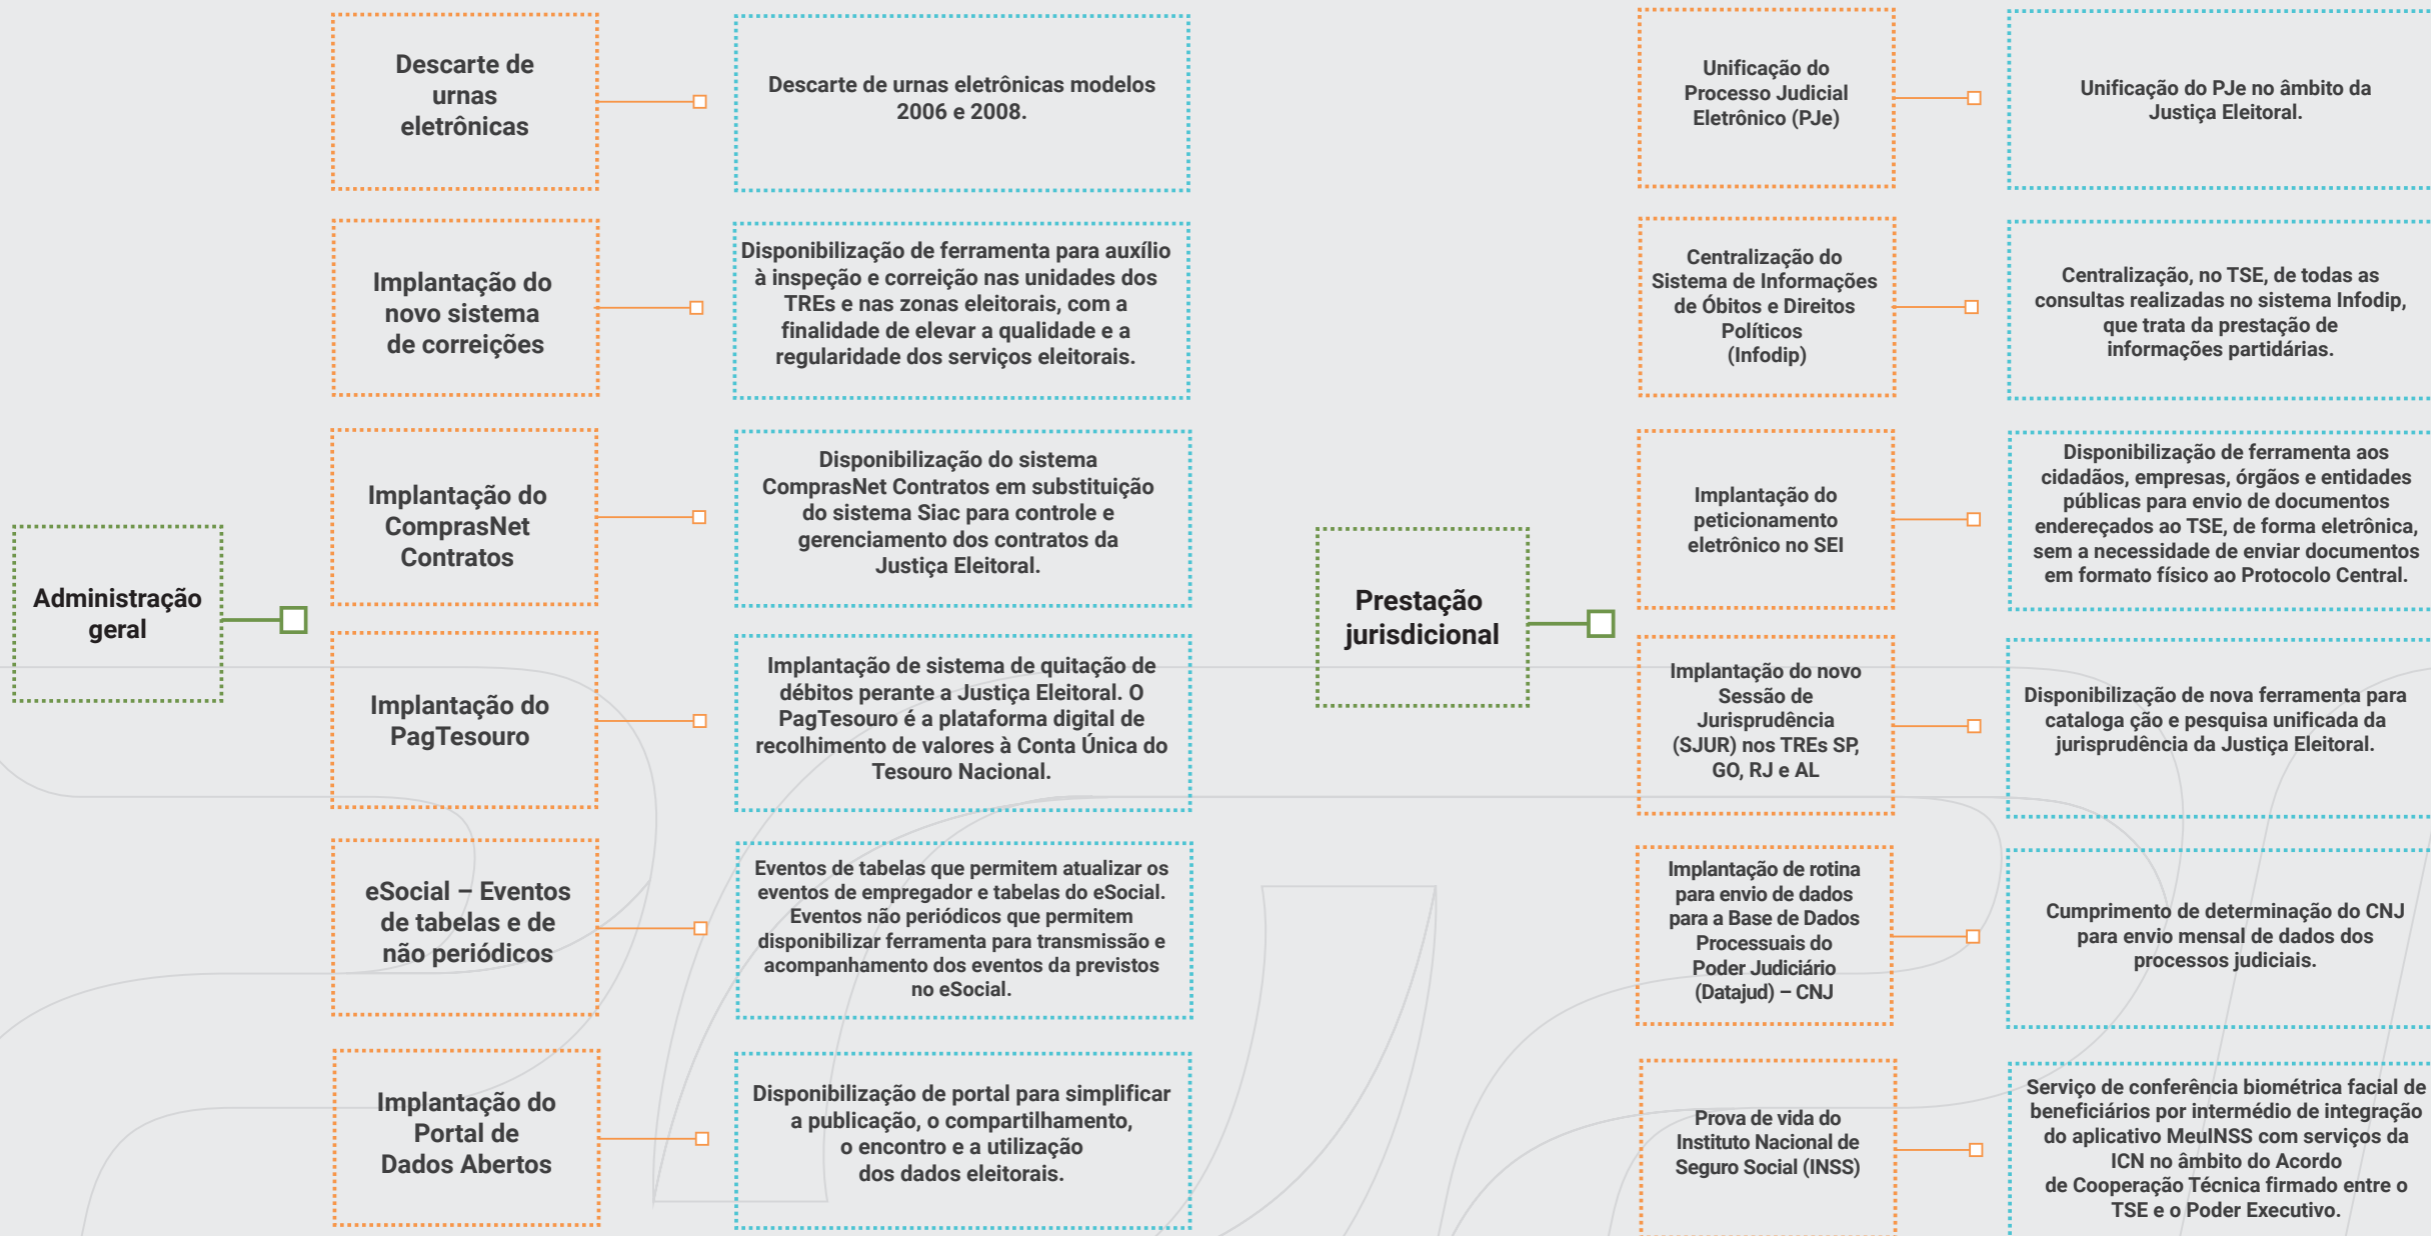 Administração
geral
Descarte de
urnas
eletrônicas
Descarte de urnas eletrônicas modelos
2006 e 2008.
Implantação do
novo sistema
de correições
Disponibilização de ferramenta para auxílio
à inspeção e correição nas unidades dos
TREs e nas zonas eleitorais, com a
finalidade de elevar a qualidade e a
regularidade dos serviços eleitorais.
Implantação do
ComprasNet
Contratos
Disponibilização do sistema
ComprasNet Contratos em substituição
do sistema Siac para controle e
gerenciamento dos contratos da
Justiça Eleitoral.
Implantação do
PagTesouro
Implantação de sistema de quitação de
débitos perante a Justiça Eleitoral. O
PagTesouro é a plataforma digital de
recolhimento de valores à Conta Única do
Tesouro Nacional.
eSocial – Eventos
de tabelas e de
não periódicos
Eventos de tabelas que permitem atualizar os
eventos de empregador e tabelas do eSocial.
Eventos não periódicos que permitem
disponibilizar ferramenta para transmissão e
acompanhamento dos eventos da previstos
no eSocial.
Implantação do
Portal de
Dados Abertos
Disponibilização de portal para simplificar
a publicação, o compartilhamento,
o encontro e a utilização
dos dados eleitorais.
Prestação
jurisdicional
Unificação do
Processo Judicial
Eletrônico (PJe)
Unificação do PJe no âmbito da
Justiça Eleitoral.
Centralização do
Sistema de Informações
de Óbitos e Direitos
Políticos
(Infodip)
Centralização, no TSE, de todas as
consultas realizadas no sistema Infodip,
que trata da prestação de
informações partidárias.
Implantação do
peticionamento
eletrônico no SEI
Disponibilização de ferramenta aos
cidadãos, empresas, órgãos e entidades
públicas para envio de documentos
endereçados ao TSE, de forma eletrônica,
sem a necessidade de enviar documentos
em formato físico ao Protocolo Central.
Implantação do novo
Sessão de
Jurisprudência
(SJUR) nos TREs SP,
GO, RJ e AL
Disponibilização de nova ferramenta para
cataloga ção e pesquisa unificada da
jurisprudência da Justiça Eleitoral.
Implantação de rotina
para envio de dados
para a Base de Dados
Processuais do
Poder Judiciário
(Datajud) – CNJ
Cumprimento de determinação do CNJ
para envio mensal de dados dos
processos judiciais.
Prova de vida do
Instituto Nacional de
Seguro Social (INSS)
Serviço de conferência biométrica facial de
beneficiários por intermédio de integração
do aplicativo MeuINSS com serviços da
ICN no âmbito do Acordo
de Cooperação Técnica firmado entre o
TSE e o Poder Executivo.